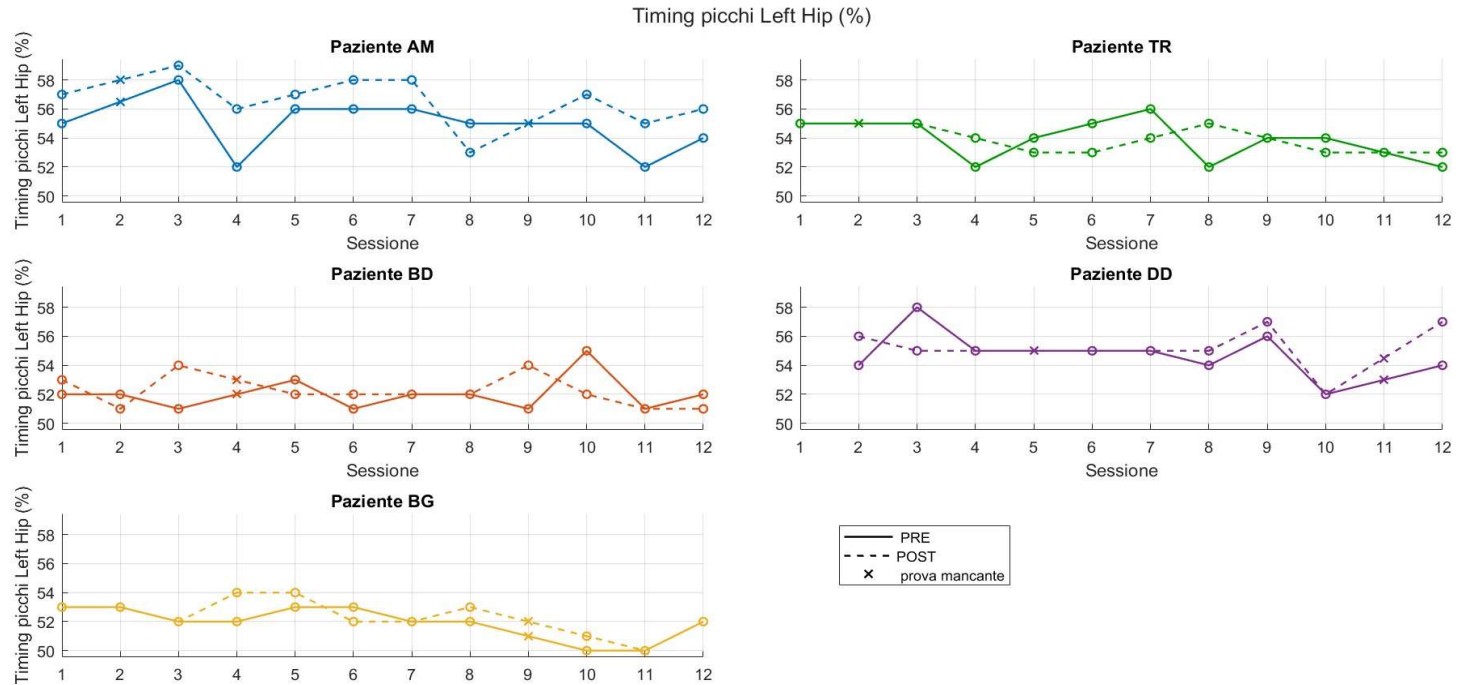 Timing picchi Left Hip (%)
Paziente AM
Timing picchi Left Hip (%)
58
56
54
52
50
1 2 3 4 5 6 7 8 9 10 11 12
Sessione
Paziente TR
58
56
54
52
50
1 2 3 4 5 6 7 8 9 10 11 12
Sessione
Paziente BD
Timing picchi Left Hip (%)
58
56
54
52
50
1 2 3 4 5 6 7 8 9 10 11 12
Sessione
Paziente DD
58
56
54
52
50
1 2 3 4 5 6 7 8 9 10 11 12
Sessione
Paziente BG
Timing picchi Left Hip (%)
58
56
54
52
50
1 2 3 4 5 6 7 8 9 10 11 12
PRE
POST
prova mancante